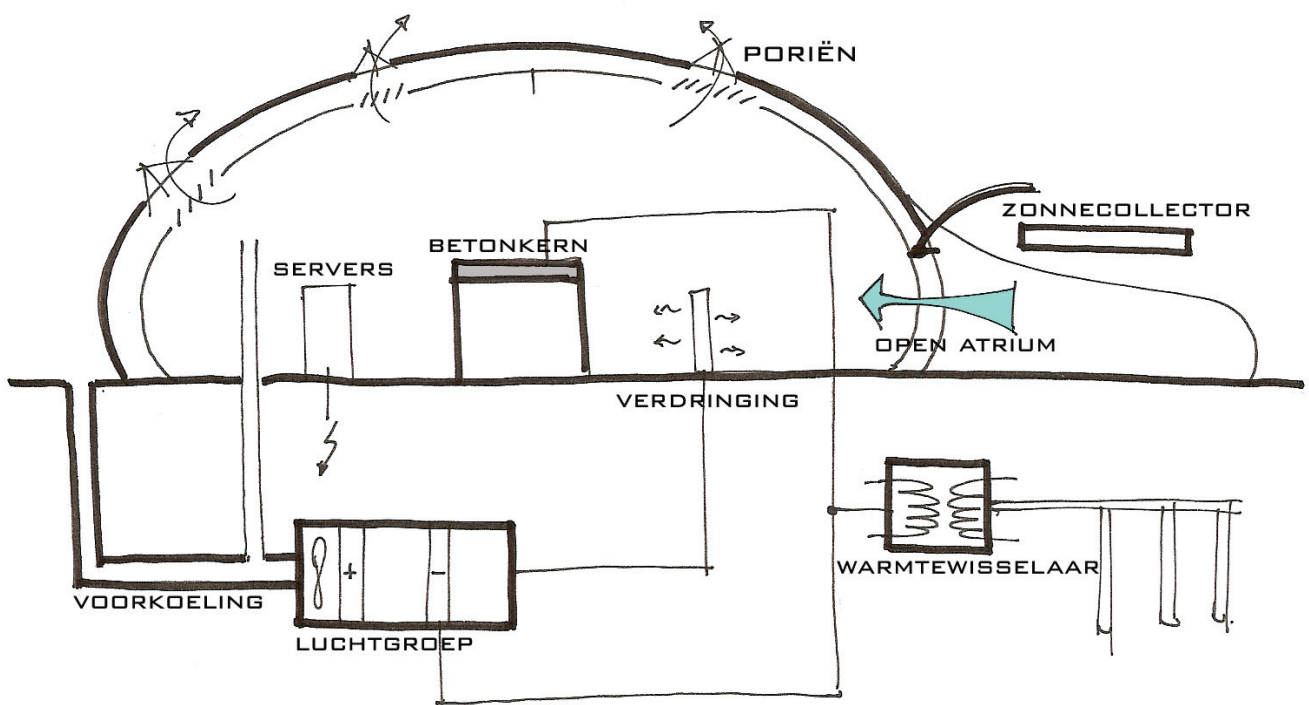 PORIËN
ZONNECOLLECTOR
BETONKERN
SERVERS
OPEN ATRIUM
VERDRINGING
WARMTEWISSELAAR
VOORKOELING
+
-
LUCHTGROEP